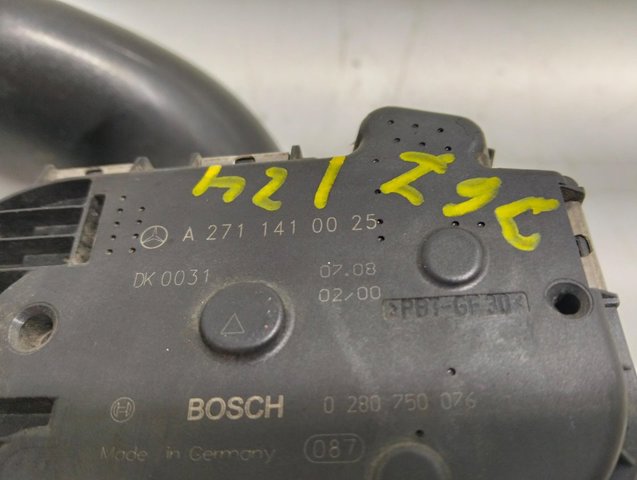 A 271 141 00 25
DK 0031
07.08
02/00
>PBT-GF30<
BOSCH
0 280 750 076
Made in Germany
087